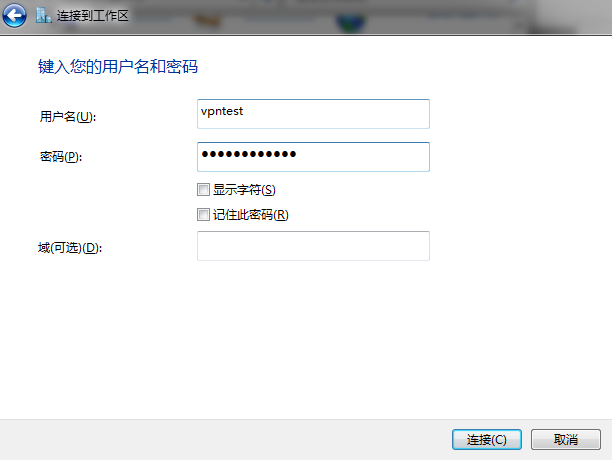 连接到工作区
键入您的用户名和密码
用户名(U): vpntest
密码(P): ●●●●●●●●●●●●
显示字符(S)
记住此密码(R)
域(可选)(D):
连接(C) 取消